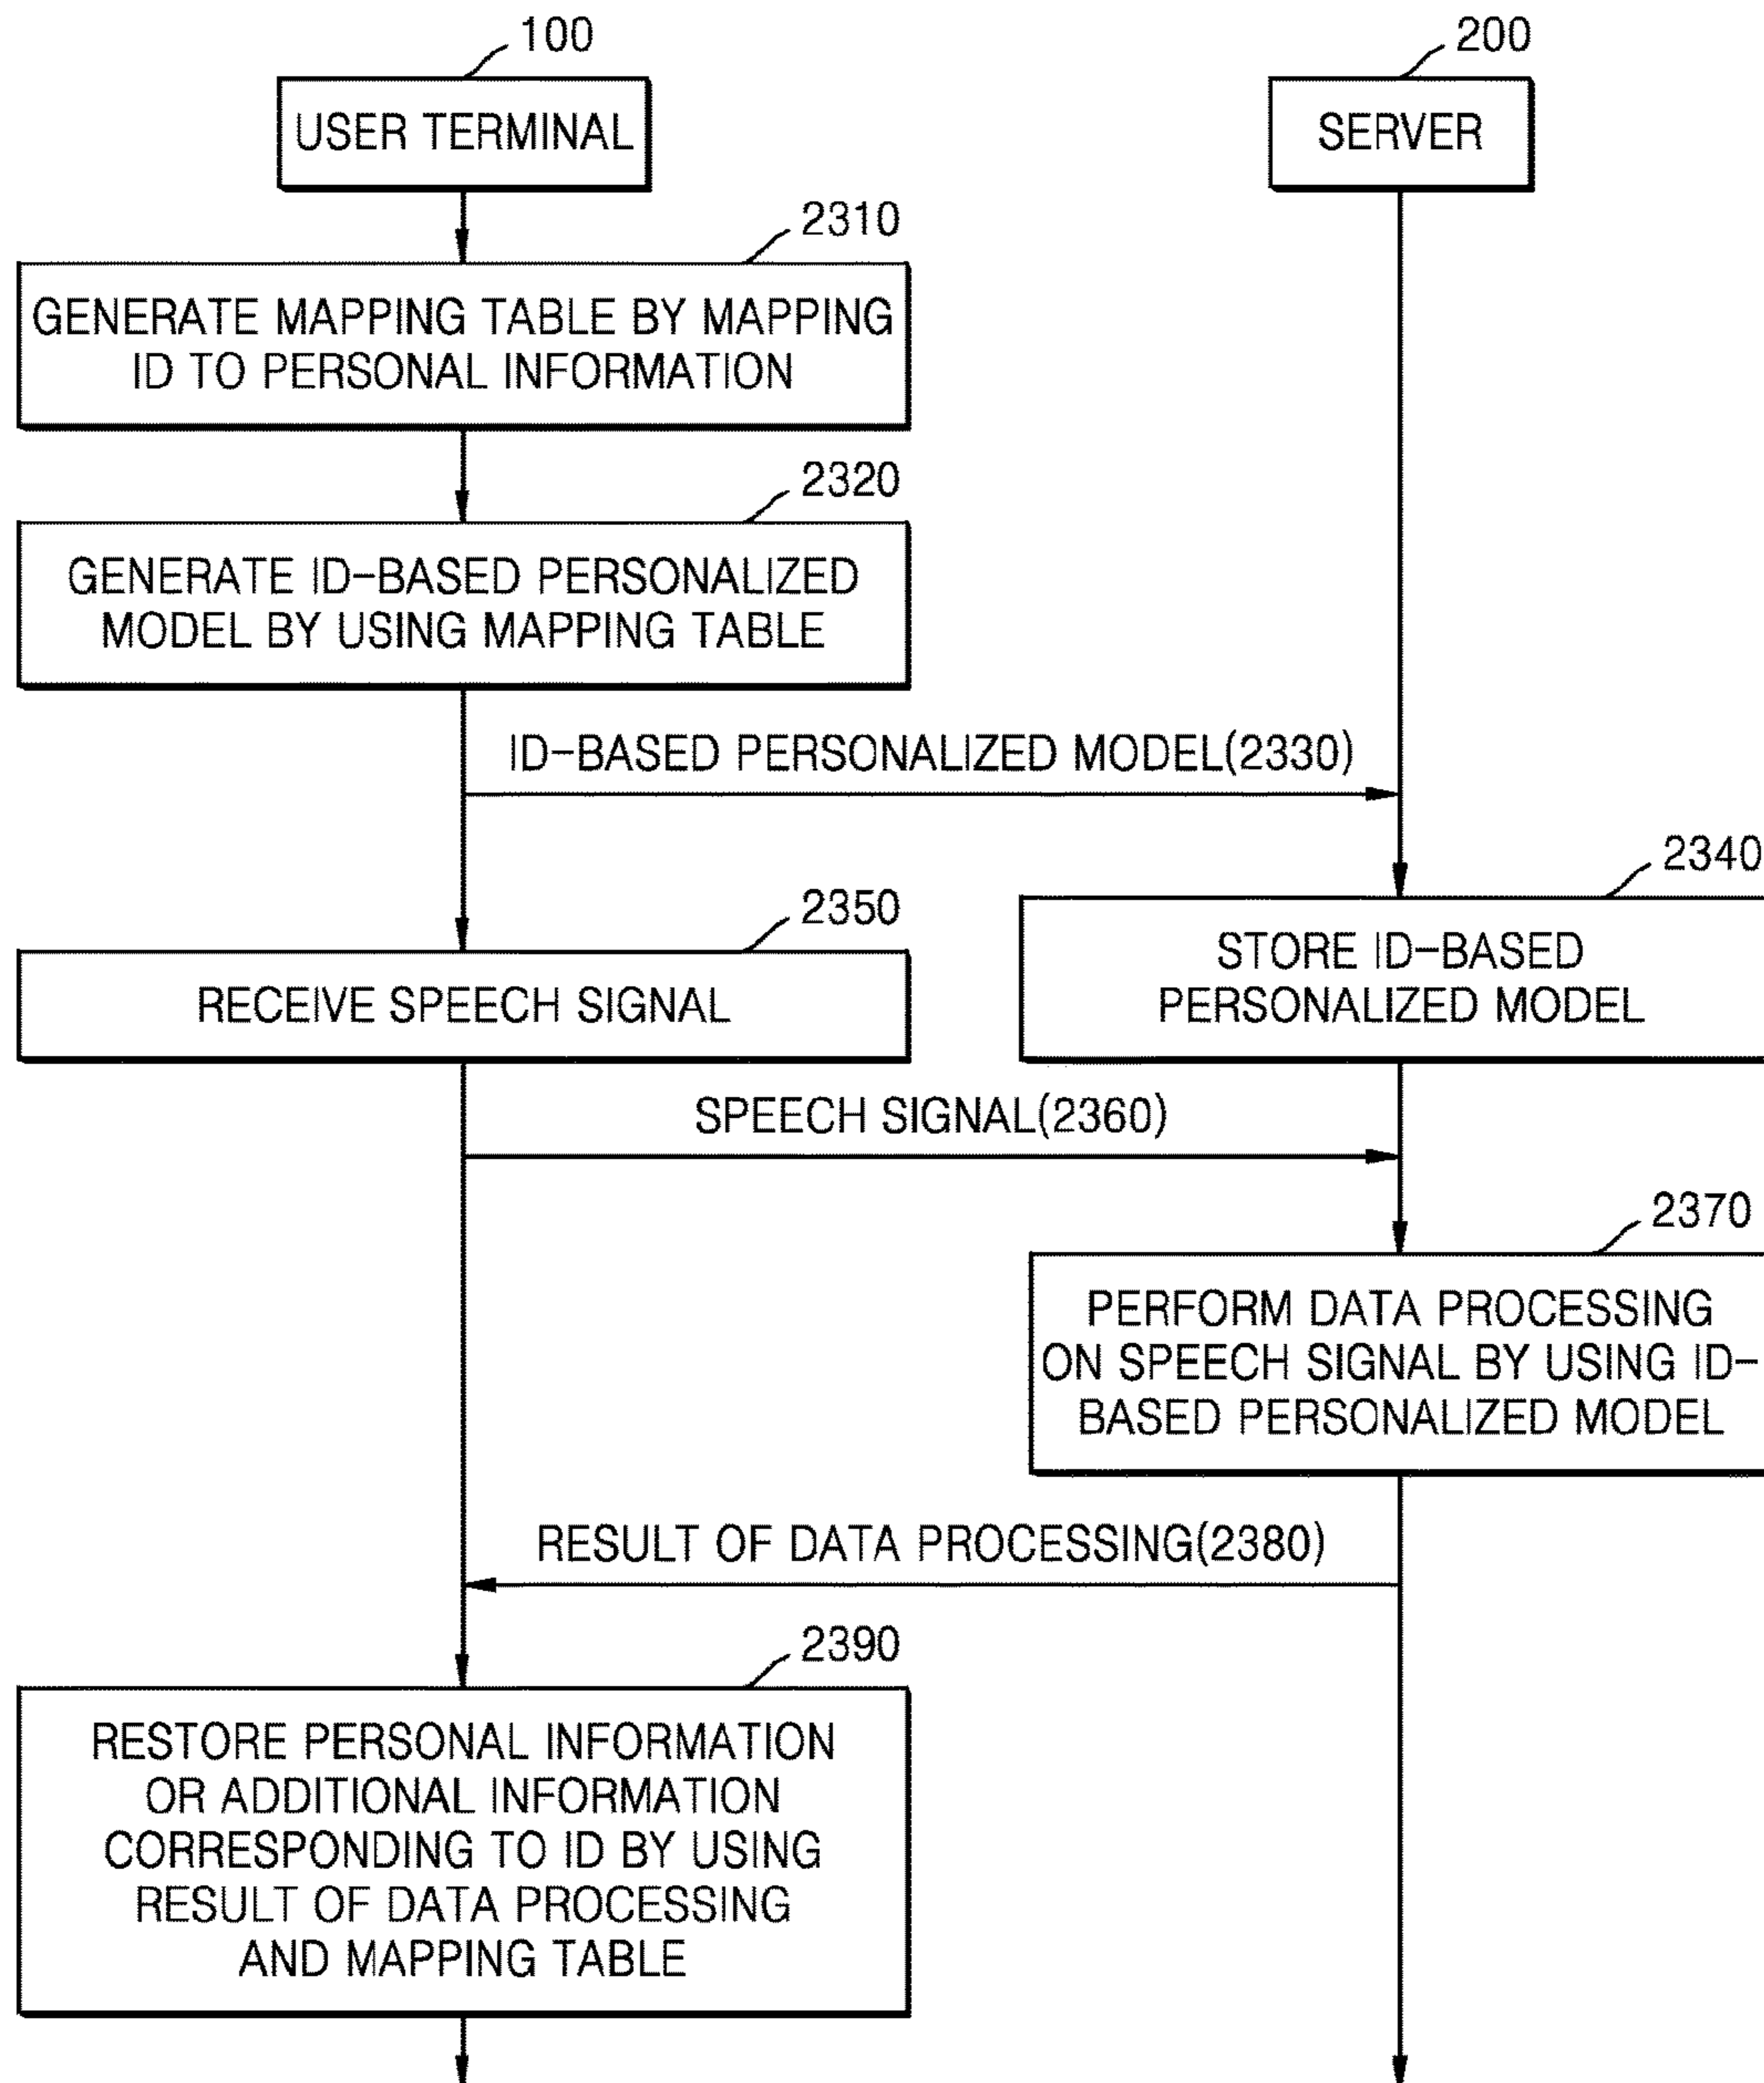 100
200
USER TERMINAL
SERVER
2310
GENERATE MAPPING TABLE BY MAPPING
ID TO PERSONAL INFORMATION
2320
GENERATE ID-BASED PERSONALIZED
MODEL BY USING MAPPING TABLE
ID-BASED PERSONALIZED MODEL(2330)
2340
STORE ID-BASED
PERSONALIZED MODEL
2350
RECEIVE SPEECH SIGNAL
SPEECH SIGNAL(2360)
2370
PERFORM DATA PROCESSING
ON SPEECH SIGNAL BY USING ID-
BASED PERSONALIZED MODEL
RESULT OF DATA PROCESSING(2380)
2390
RESTORE PERSONAL INFORMATION
OR ADDITIONAL INFORMATION
CORRESPONDING TO ID BY USING
RESULT OF DATA PROCESSING
AND MAPPING TABLE